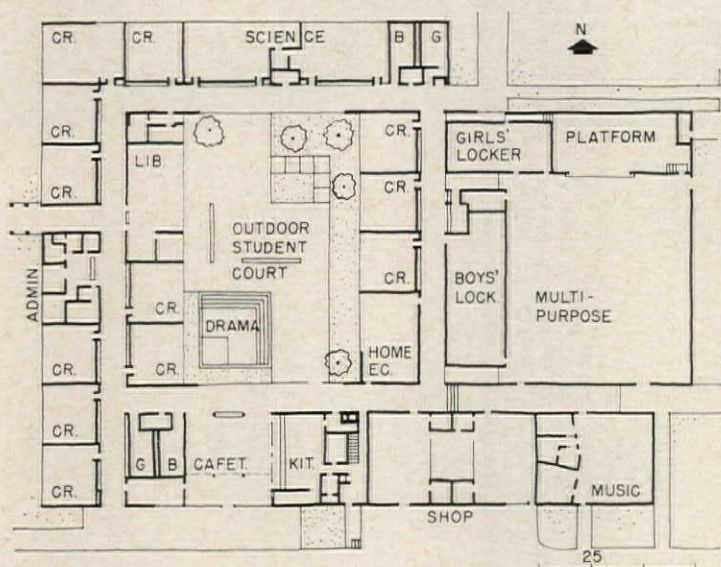 CR.
CR.
SCIENCE
B
G
N
CR.
CR.
GIRLS'
LOCKER
PLATFORM
CR.
LIB.
CR.
OUTDOOR
STUDENT
COURT
CR.
BOYS'
LOCK.
MULTI-
PURPOSE
ADMIN
CR.
DRAMA
CR.
CR.
HOME
EC.
CR.
CR.
G
B
CAFET.
KIT.
MUSIC
SHOP
25